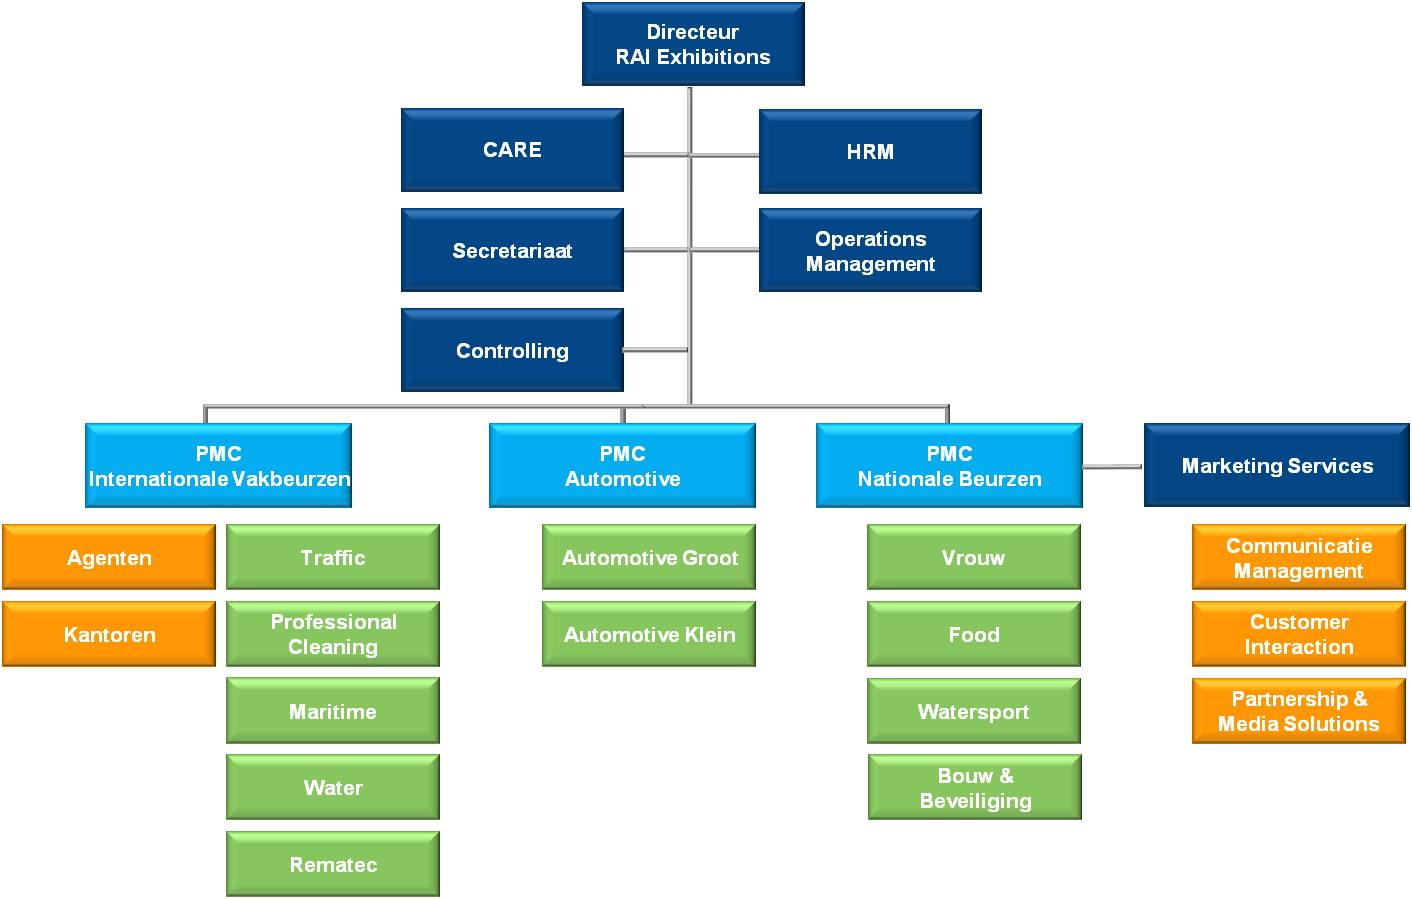 Directeur
RAI Exhibitions
CARE
HRM
Secretariaat
Operations
Management
Controlling
PMC
Internationale Vakbeurzen
PMC
Automotive
PMC
Nationale Beurzen
Marketing Services
Agenten
Kantoren
Traffic
Professional
Cleaning
Maritime
Water
Rematec
Automotive Groot
Automotive Klein
Vrouw
Food
Watersport
Bouw &
Beveiliging
Communicatie
Management
Customer
Interaction
Partnership &
Media Solutions